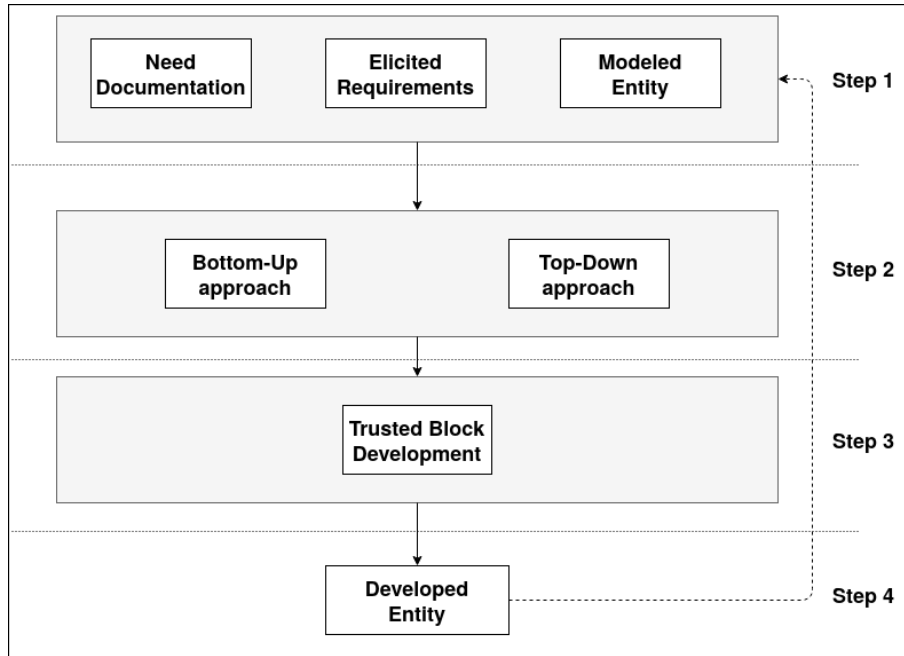 Need
Documentation
Elicited
Requirements
Modeled
Entity
Step 1
Bottom-Up
approach
Top-Down
approach
Step 2
Trusted Block
Development
Step 3
Developed
Entity
Step 4